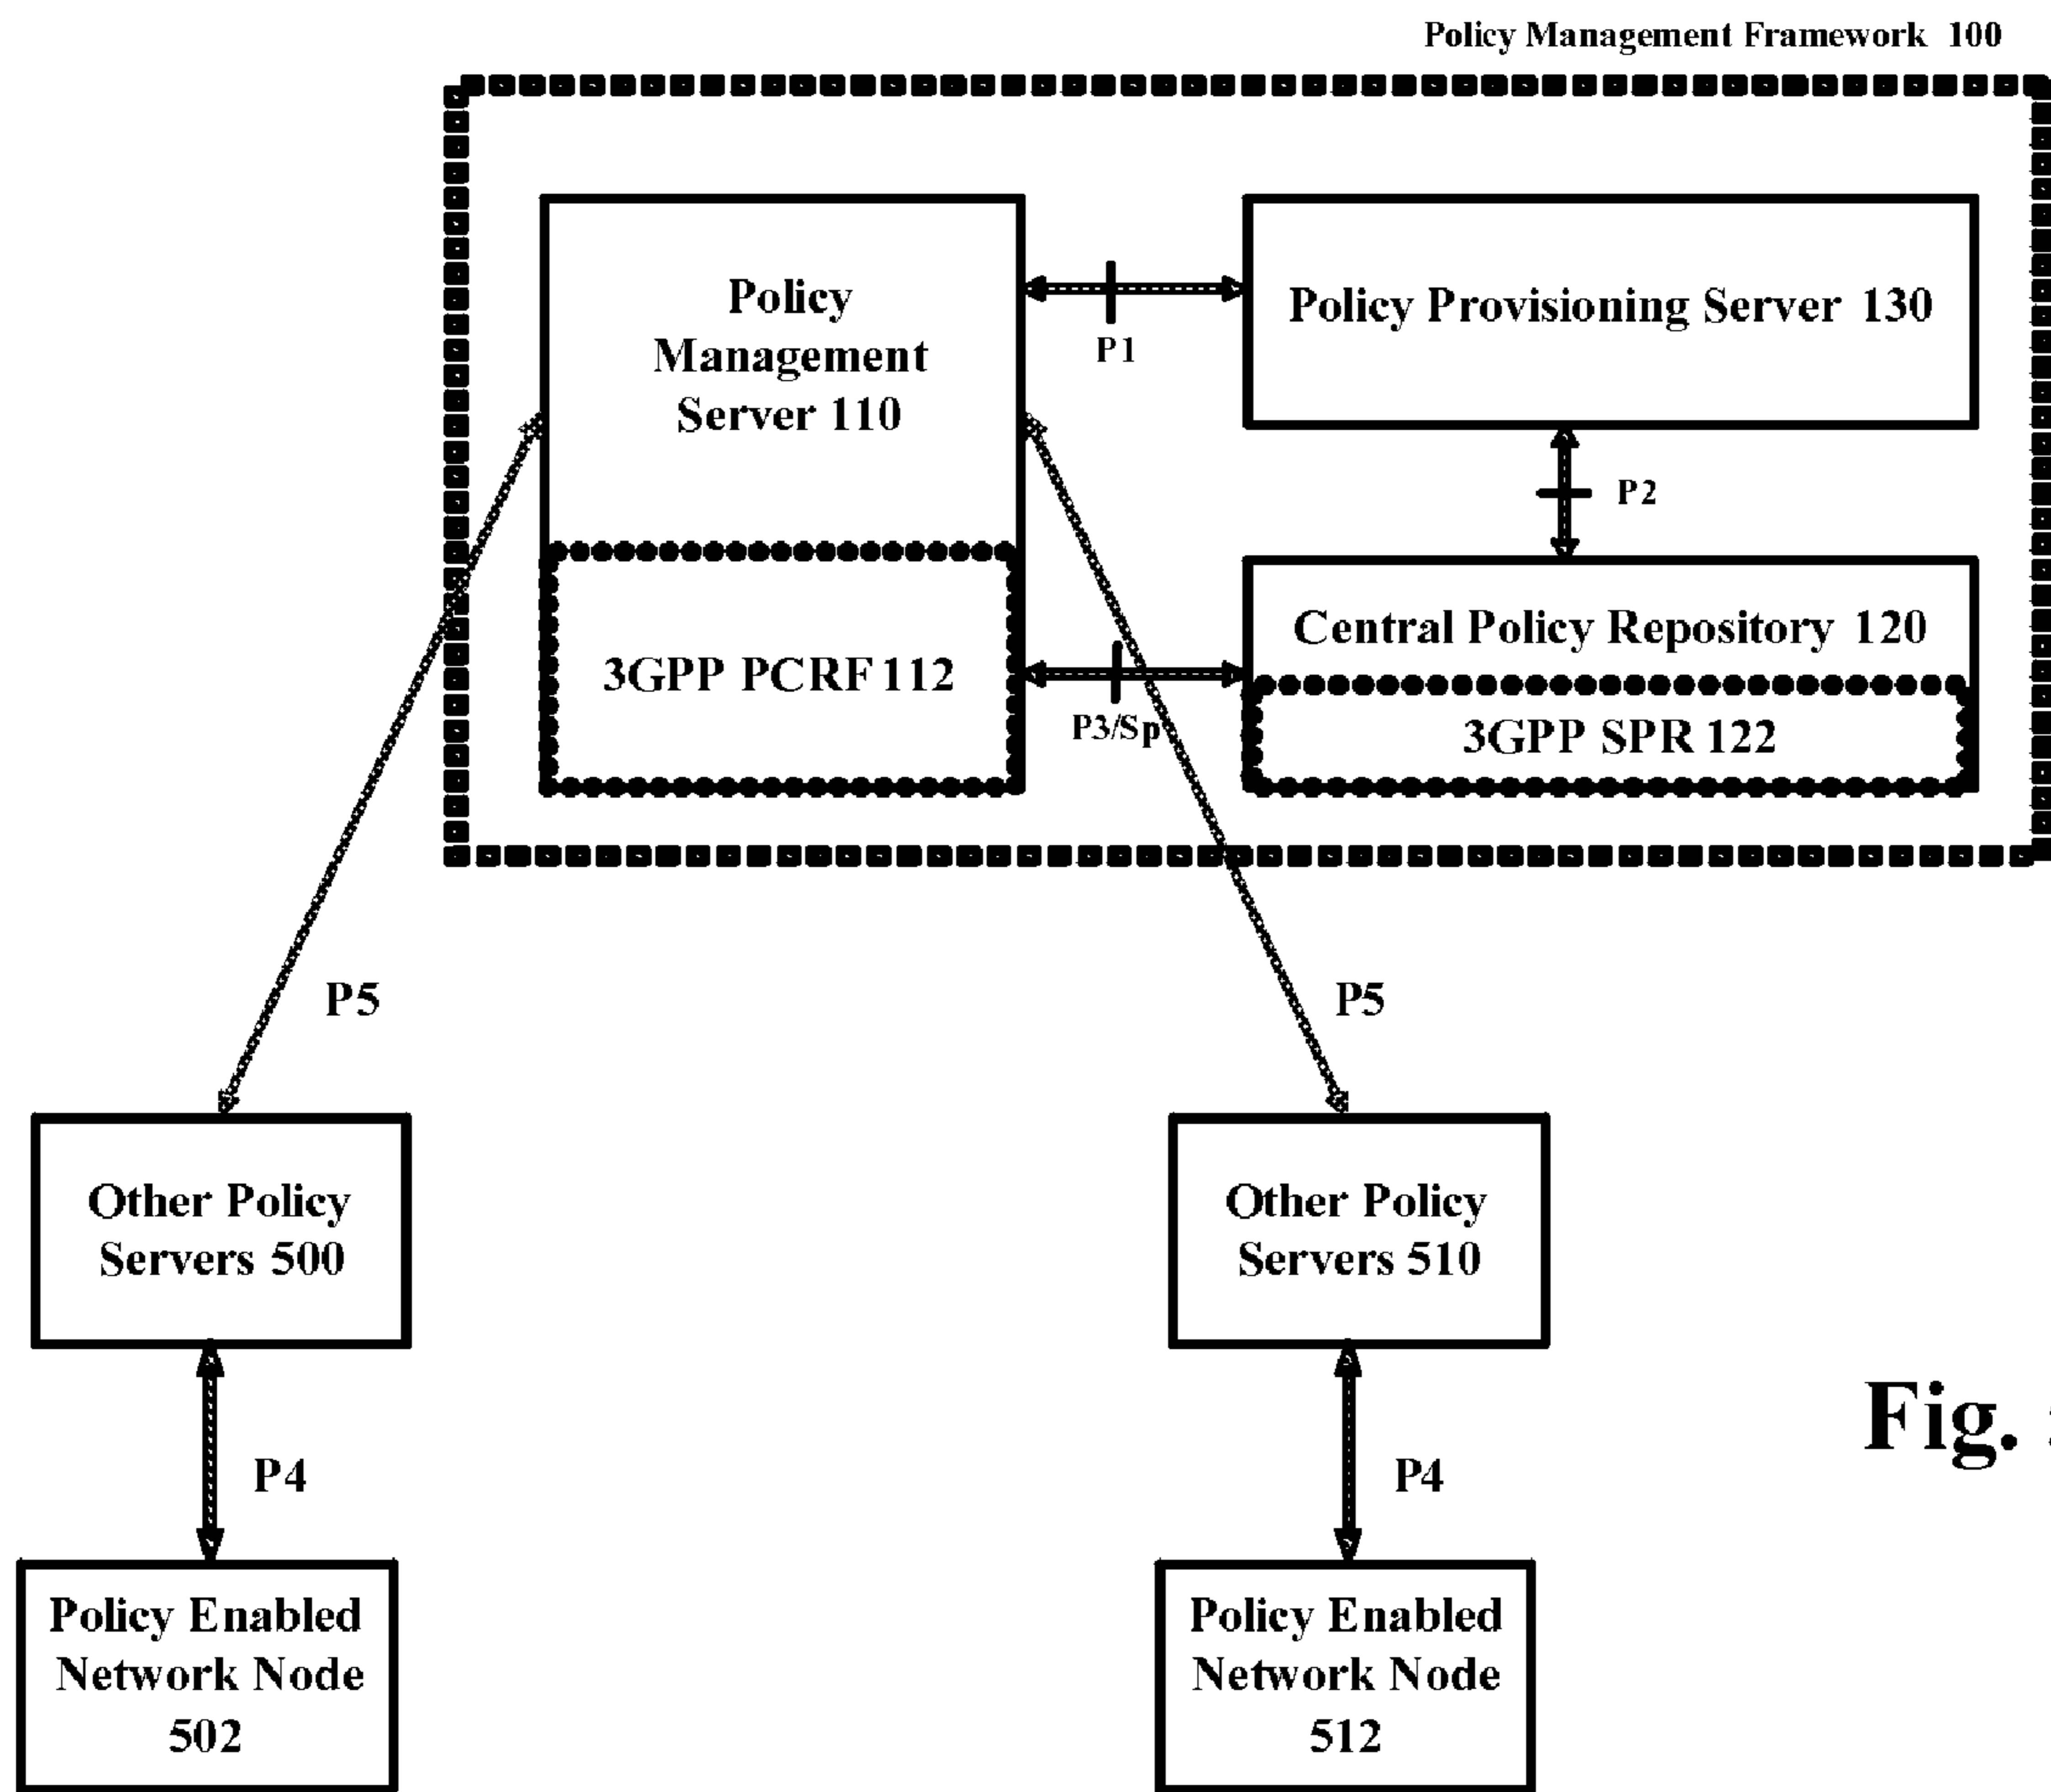 Policy Management Framework 100
Policy
Management
Server 110
P1
Policy Provisioning Server 130
P2
3GPP PCRF 112
P3/Sp
Central Policy Repository 120
3GPP SPR 122
P5
P5
Other Policy
Servers 500
Other Policy
Servers 510
P4
P4
Fig.
Policy Enabled
Network Node
502
Policy Enabled
Network Node
512